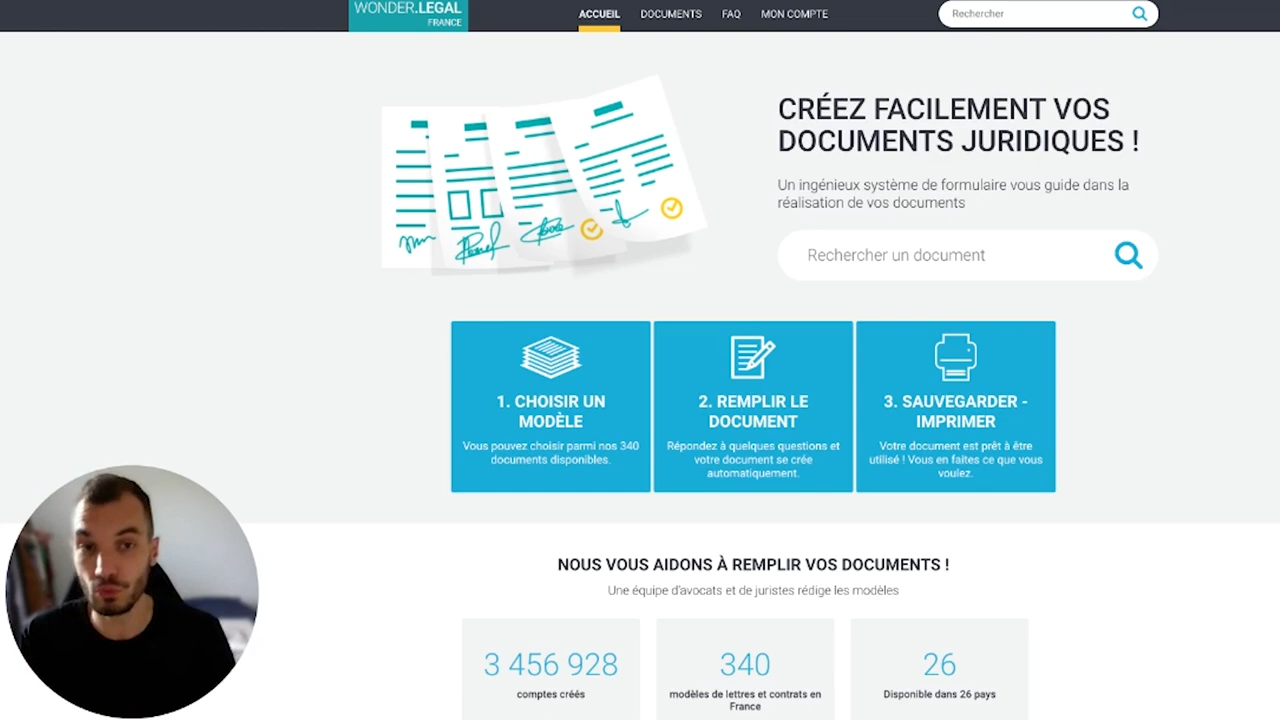 WONDER.LEGAL
FRANCE
ACCUEIL
DOCUMENTS
FAQ
MON COMPTE
Rechercher
CRÉEZ FACILEMENT VOS
DOCUMENTS JURIDIQUES !
Un ingénieux système de formulaire vous guide dans la
réalisation de vos documents
Rechercher un document
1. CHOISIR UN
MODÈLE
Vous pouvez choisir parmi nos 340
documents disponibles.
2. REMPLIR LE
DOCUMENT
Répondez à quelques questions et
votre document se crée
automatiquement.
3. SAUVEGARDER -
IMPRIMER
Votre document est prêt à être
utilisé ! Vous en faites ce que vous
voulez.
NOUS VOUS AIDONS À REMPLIR VOS DOCUMENTS !
Une équipe d'avocats et de juristes rédige les modèles
3 456 928
comptes créés
340
modèles de lettres et contrats en
France
26
Disponible dans 26 pays